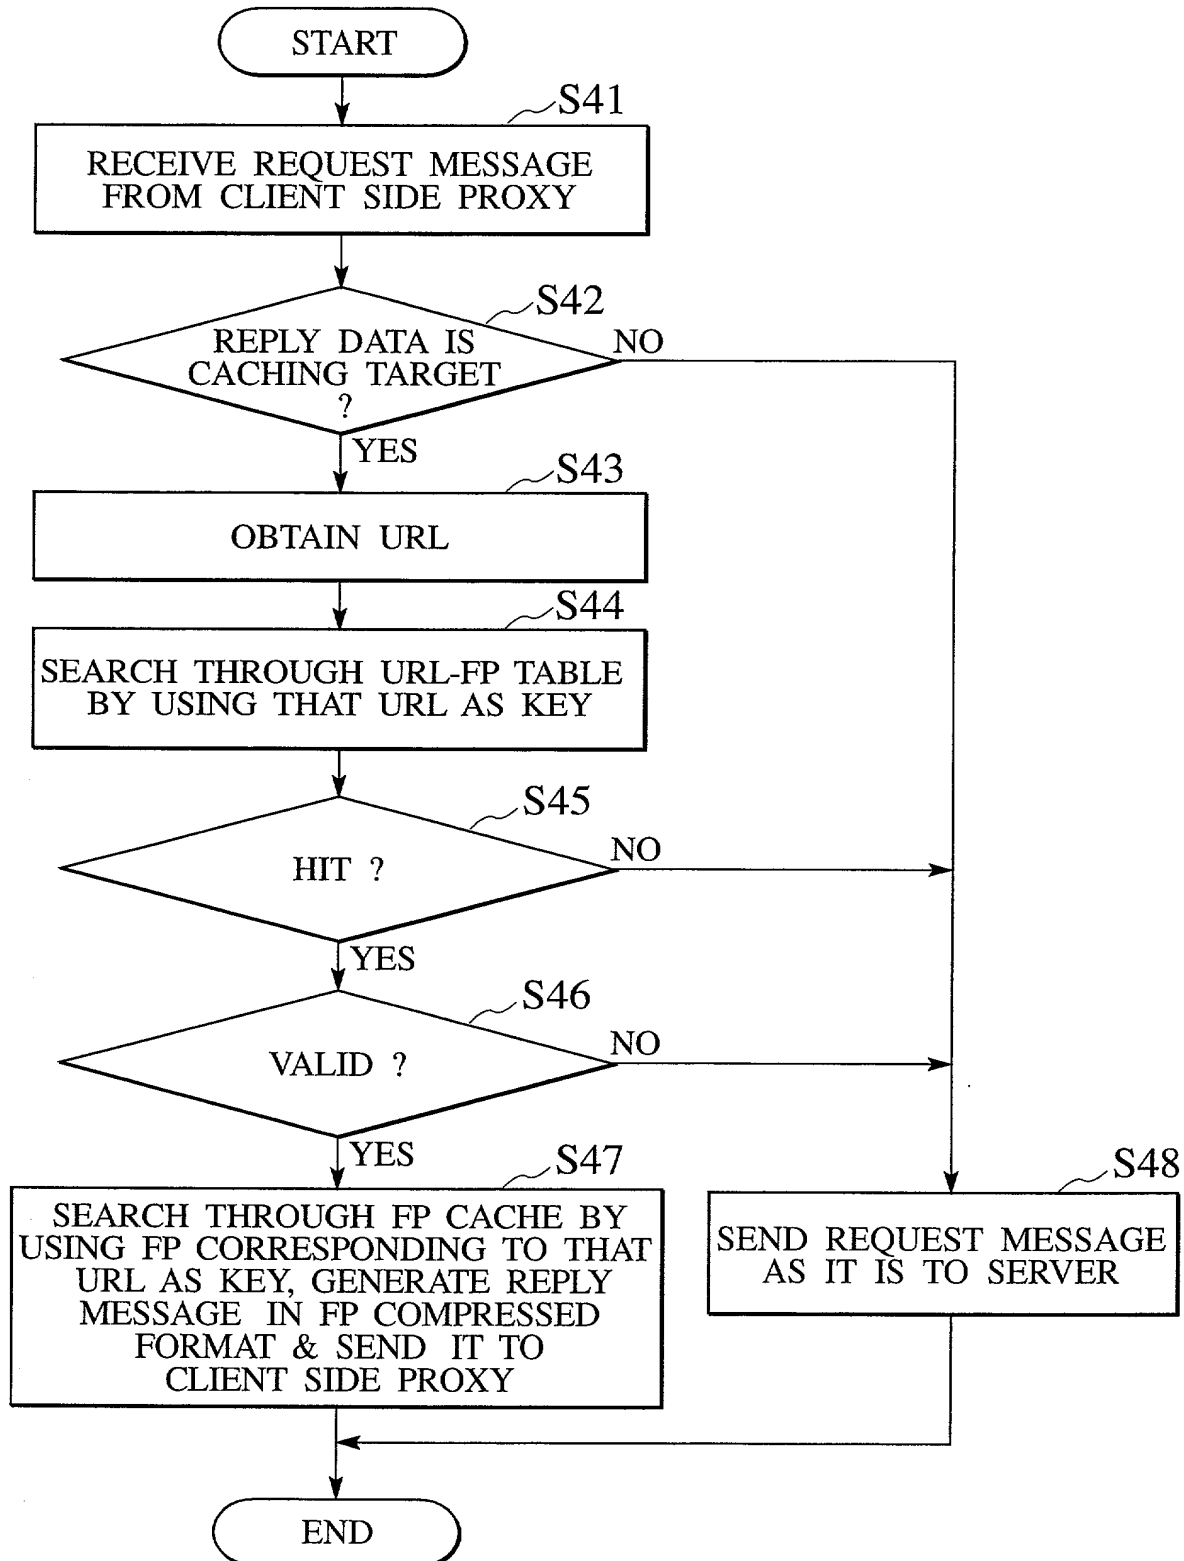 START
S41
RECEIVE REQUEST MESSAGE
FROM CLIENT SIDE PROXY
S42
REPLY DATA IS
CACHING TARGET
?
NO
YES
S43
OBTAIN URL
S44
SEARCH THROUGH URL-FP TABLE
BY USING THAT URL AS KEY
S45
HIT ?
NO
YES
S46
VALID ?
NO
YES
S47
SEARCH THROUGH FP CACHE BY
USING FP CORRESPONDING TO THAT
URL AS KEY, GENERATE REPLY
MESSAGE IN FP COMPRESSED
FORMAT & SEND IT TO
CLIENT SIDE PROXY
S48
SEND REQUEST MESSAGE
AS IT IS TO SERVER
END